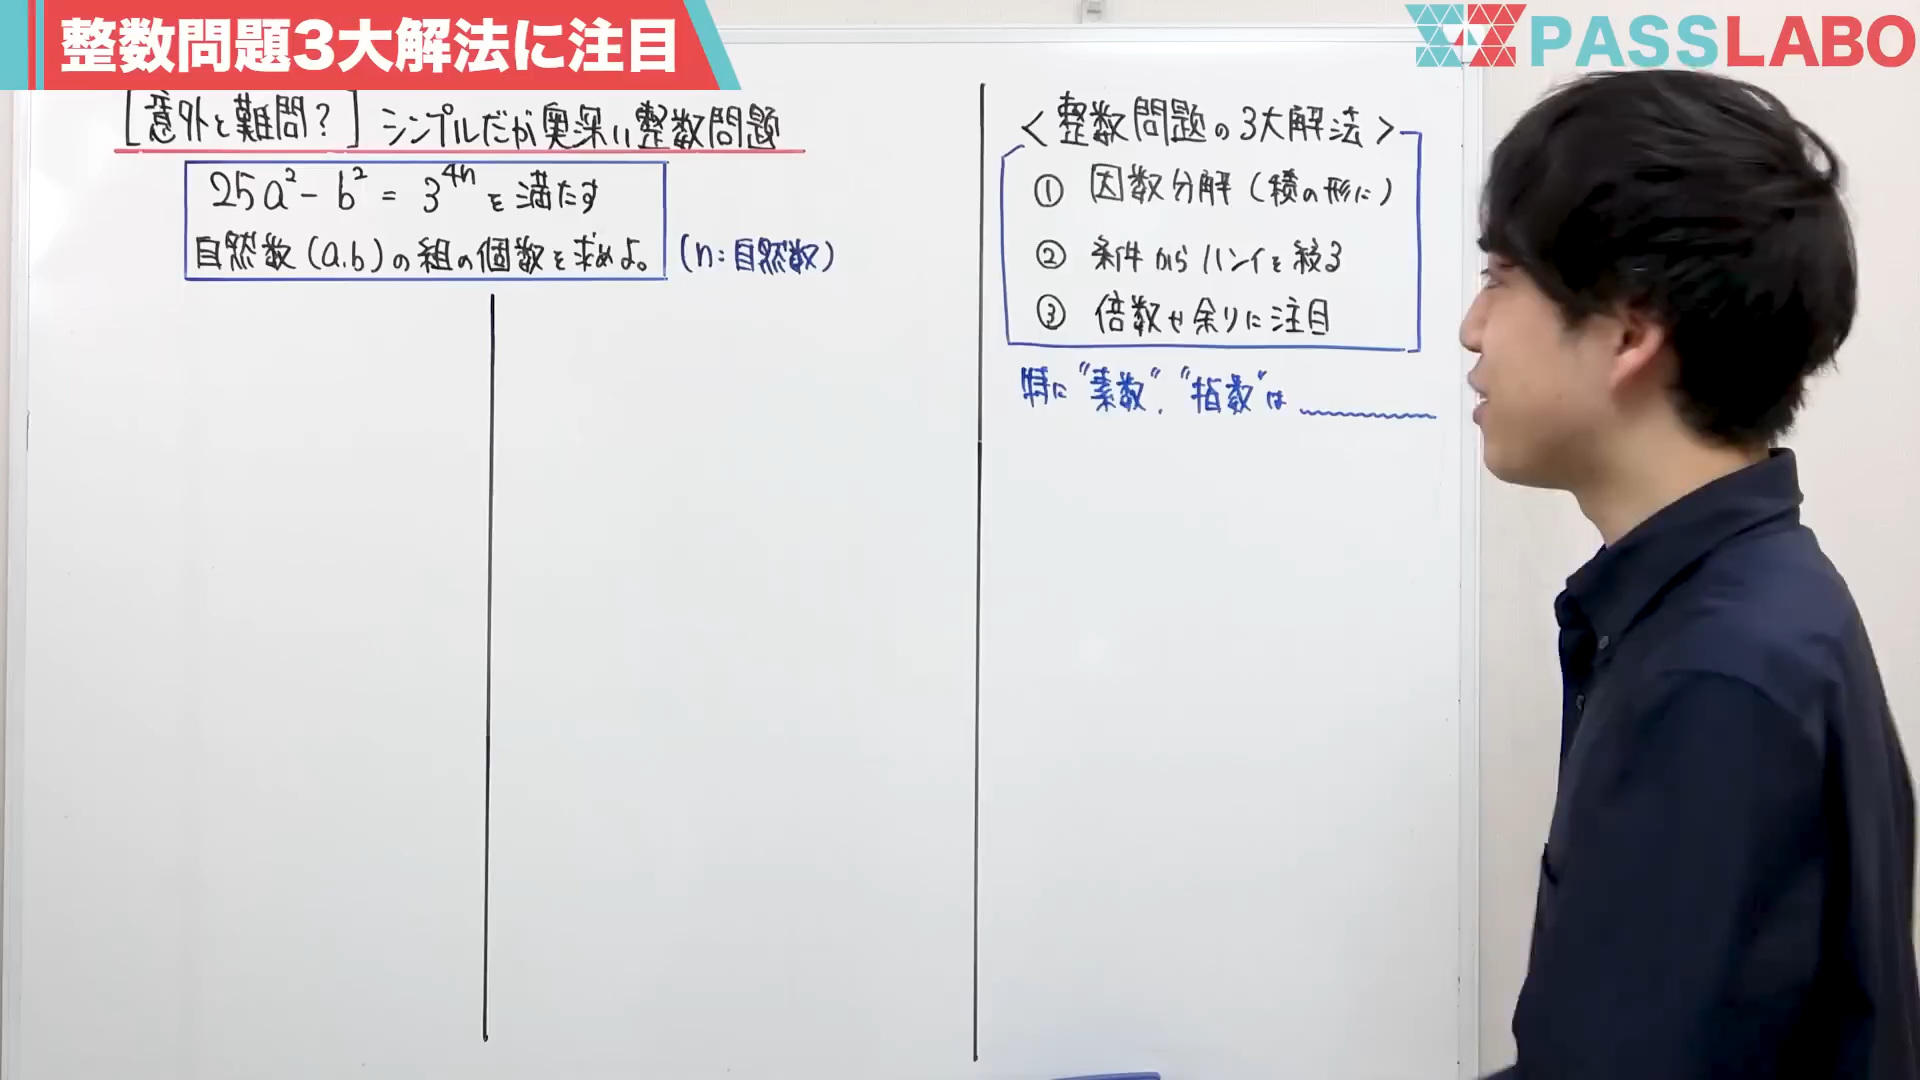 整数問題3大解法に注目
PASSLABO
[意外と難問?] シンプルだが奥深い整数問題
25a² - b² = 3⁴ⁿ を満たす
自然数 (a.b) の組の個数を求めよ。 (n:自然数)
<整数問題の3大解法>
① 因数分解 (積の形に)
② 条件からハンイを絞る
③ 倍数や余りに注目
特に "素数", "指数" は